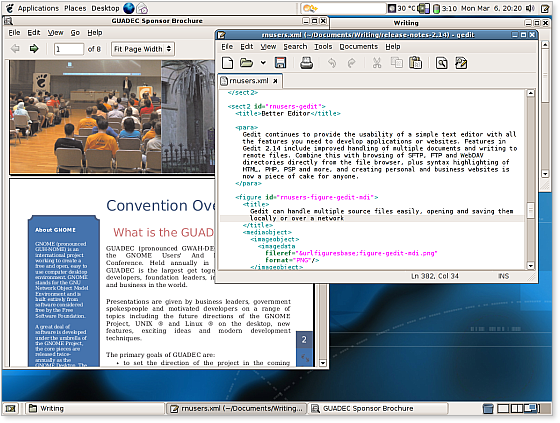 Applications Places Desktop
30 °C
3:10 Mon Mar 6, 20:20
GUADEC Sponsor Brochure
File Edit View Go Help
1 of 8 Fit Page Width
Convention Ove
What is the GUAD
GUADEC (pronounced GWAH-DE
the GNOME Users' And
Conference. Held annually in
GUADEC is the largest get toge
developers, foundation leaders, i
and business in the world.
Presentations are given by business leaders, government
spokespeople and motivated developers on a range of
topics including the future directions of the GNOME
Project, UNIX ® and Linux ® on the desktop, new
features, exciting ideas and modern development
techniques.
The primary goals of GUADEC are:
• to set the direction of the project in the coming
2
About GNOME
GNOME (pronounced
GUH-NOME) is an
international project
working to create a
free and open, easy to
use computer desktop
environment. GNOME
stands for the GNU
Network Object Model
Environment and is
built entirely from
software considered
free by the Free
Software Foundation.
A great deal of
software is developed
under the umbrella of
the GNOME Project,
the core pieces are
released twice-
annually as the
GNOME Desktop. The
Writing
rnusers.xml (~/Documents/Writing/release-notes-2.14) - gedit
File Edit View Search Tools Documents Help
rnusers.xml x
</sect2>
<sect2 id="rnusers-gedit">
<title>Better Editor</title>
<para>
Gedit continues to provide the usability of a simple text editor with all
the features you need to develop applications or websites. Features in
Gedit 2.14 include improved handling of multiple documents and writing to
remote files. Combine this with browsing of SFTP, FTP and WebDAV
directories directly from the file browser, plus syntax highlighting of
HTML, PHP, PSP and more, and creating personal and business websites is
now a piece of cake for anyone.
</para>
<figure id="rnusers-figure-gedit-mdi">
<title>
Gedit can handle multiple source files easily, opening and saving them
locally or over a network
</title>
<mediaobject>
<imageobject>
<imagedata
fileref="&urlfiguresbase;figure-gedit-mdi.png"
format="PNG"/>
</imageobject>
Ln 382, Col 34 INS
Writing
rnusers.xml (~/Documents/Writing...
GUADEC Sponsor Brochure